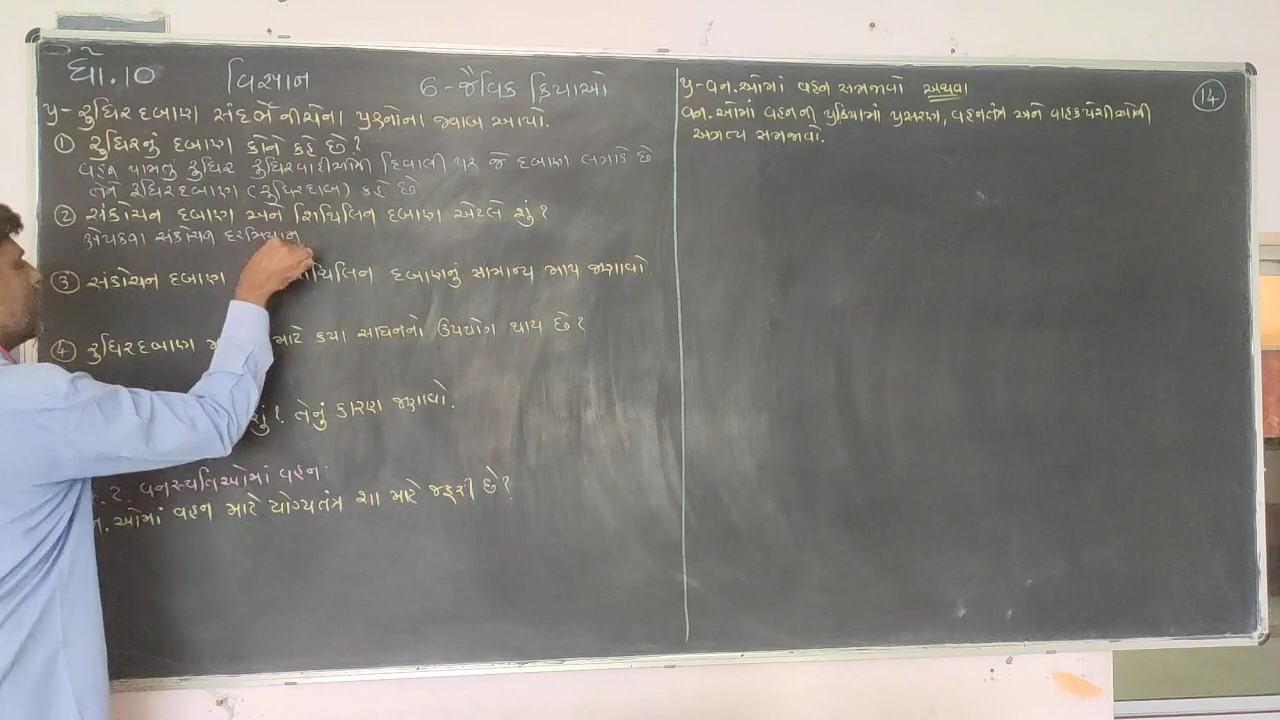 ધો.10 વિજ્ઞાન 6-જૈવિક ક્રિયાઓ
પ્ર- રુધિરદબાણ સંદર્ભે નીચેના પ્રશ્નોના જવાબ આપો.
① રુધિરનું દબાણ કોને કહે છે?
વહન પામતું રુધિર રુધિરવાહીઓની દિવાલ પર જે દબાણ લગાડે છે
તેને રુધિરદબાણ (રુધિરદાબ) કહે છે
② સંકોચન દબાણ અને શિથિલિન દબાણ એટલે શું?
ક્ષેપકના સંકોચન દરમિયાન
③ સંકોચન દબાણ શિથિલિન દબાણનું સામાન્ય માપ જણાવો.
④ રુધિરદબાણ માટે કયા સાધનનો ઉપયોગ થાય છે?
શું? તેનું કારણ જણાવો.
2. વનસ્પતિઓમાં વહન:
ઓમાં વહન માટે યોગ્યતંત્ર શા માટે જરૂરી છે?
પ્ર- વન.ઓમાં વહન સમજાવો અથવા
વન.ઓમાં વહનની પ્રક્રિયામાં પ્રસરણ, વહનતંત્ર અને વાહકપેશીઓની
અગત્ય સમજાવો.
14